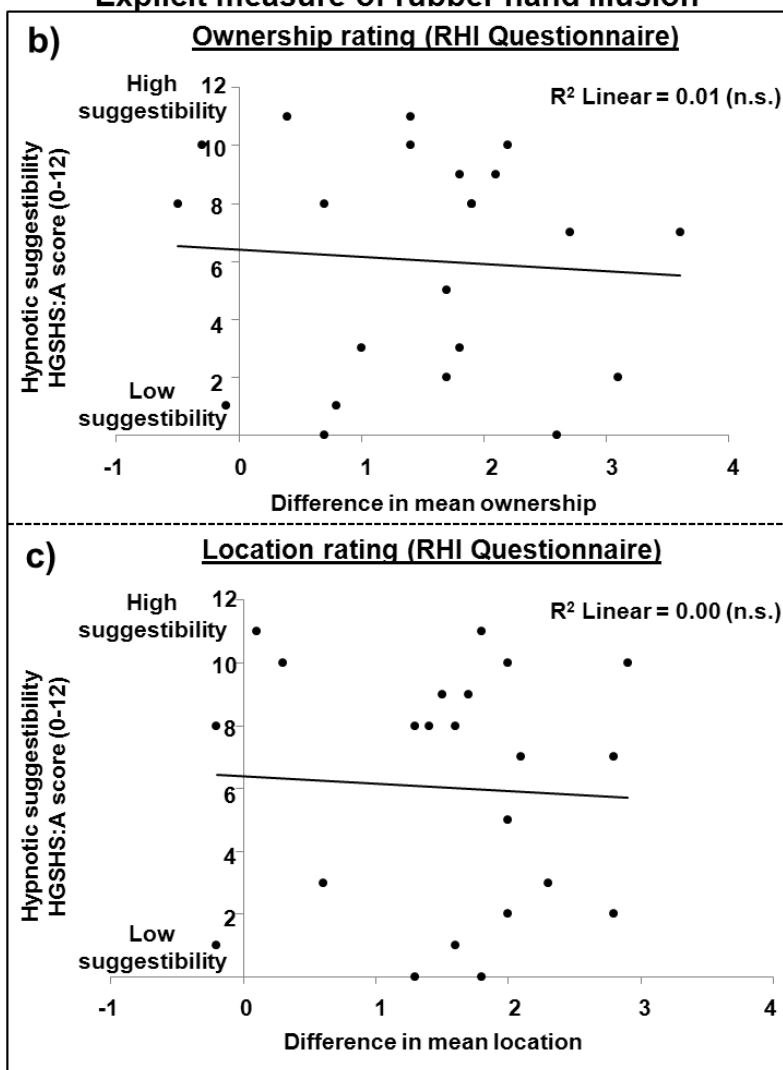 Explicit measure of rubber hand illusion
b) Ownership rating (RHI Questionnaire)
R² Linear = 0.01 (n.s.)
High
suggestibility
Hypnotic suggestibility
HGSHS:A score (0-12)
Low
suggestibility
12
10
8
6
4
2
-1 0 1 2 3 4
Difference in mean ownership
c) Location rating (RHI Questionnaire)
R² Linear = 0.00 (n.s.)
High
suggestibility
Hypnotic suggestibility
HGSHS:A score (0-12)
Low
suggestibility
12
10
8
6
4
2
-1 0 1 2 3 4
Difference in mean location